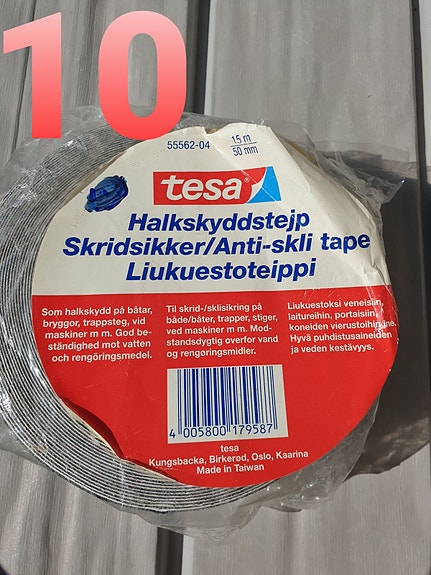 10
55562-04
15 m
50 mm
tesa
Halkskyddstejp
Skridsikker/Anti-skli tape
Liukuestoteippi
Som halkskydd på båtar,
bryggor, trappsteg, vid
maskiner m m. God be-
ständighet mot vatten
och rengöringsmedel.
Til skrid-/sklisikring på
både/båter, trapper, stiger,
ved maskiner m m. Mod-
standsdygtig overfor vand
og rengøringsmidler.
Liukuestoksi veneisiin,
laitureihin, portaisiin,
koneiden vierustoihin jne.
Hyvä puhdistusaineiden
ja veden kestävyys.
4 005800 179587
tesa
Kungsbacka, Birkerød, Oslo, Kaarina
Made in Taiwan